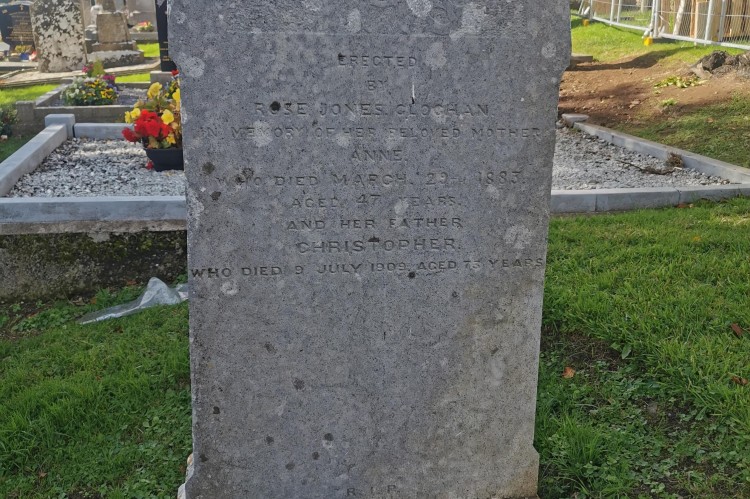 ERECTED
BY
ROSE JONES CLOGHAN
IN MEMORY OF HER BELOVED MOTHER
ANNE.
WHO DIED MARCH. 29TH 1883.
AGED 47 YEARS.
AND HER FATHER
CHRISTOPHER.
WHO DIED 9 JULY 1909. AGED 73 YEARS
R.I.P.